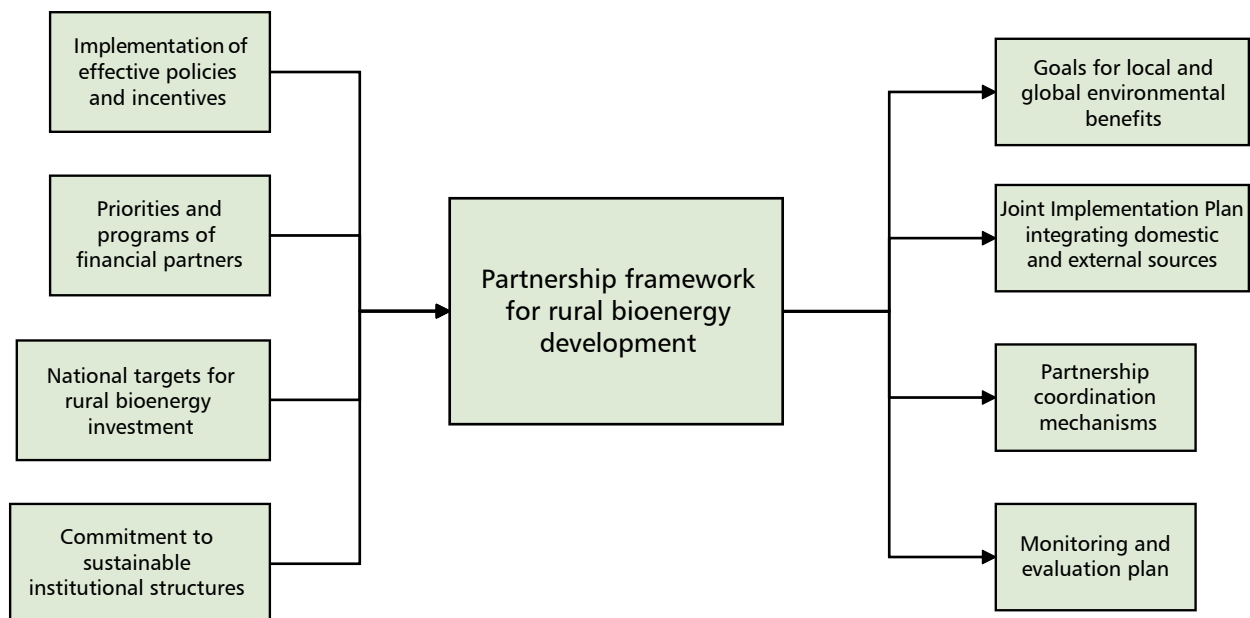 Implementation of
effective policies
and incentives
Priorities and
programs of
financial partners
National targets for
rural bioenergy
investment
Commitment to
sustainable
institutional structures
Partnership framework
for rural bioenergy
development
Goals for local and
global environmental
benefits
Joint Implementation Plan
integrating domestic
and external sources
Partnership
coordination
mechanisms
Monitoring and
evaluation plan